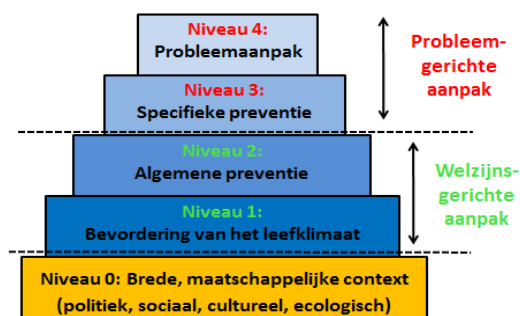 Niveau 4:
Probleemaanpak
Niveau 3:
Specifieke preventie
Probleem-
gerichte
aanpak
Niveau 2:
Algemene preventie
Niveau 1:
Bevordering van het leefklimaat
Welzijns-
gerichte
aanpak
Niveau 0: Brede, maatschappelijke context
(politiek, sociaal, cultureel, ecologisch)